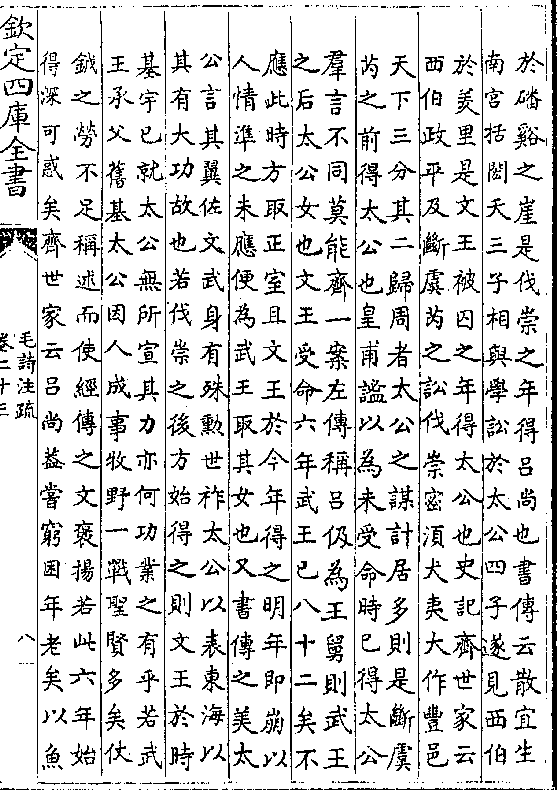 於磻谿之崖是伐崇之年得吕尚也書傳云散宜生
南宫括閎夭三子相與學訟於太公四子遂見西伯
於羑里是文王被囚之年得太公也史記齊世家云
西伯政平及斷虞芮之訟伐崇宻須犬夷大作豐邑
天下三分其二歸周者太公之謀計居多則是斷虞
芮之前得太公也皇甫謐以為未受命時已得太公
羣言不同莫能齊一案左傳稱吕伋為王舅則武王
之后太公女也文王受命六年武王已八十二矣不
應此時方取正室且文王於今年得之明年即崩以
人情準之未應便為武王取其女也又書傳之美太
公言其翼佐文武身有殊勲世祚太公以表東海以
其有大功故也若伐崇之後方始得之則文王於時
基宇已就太公無所宣其力亦何功業之有乎若武
王承父舊基太公因人成事牧野一戰聖賢多矣仗
鉞之勞不足稱述而使經傳之文褒揚若此六年始
得深可惑矣齊世家云吕尚葢嘗窮困年老矣以魚
欽定四庫全書
毛詩注疏
卷二十三
八